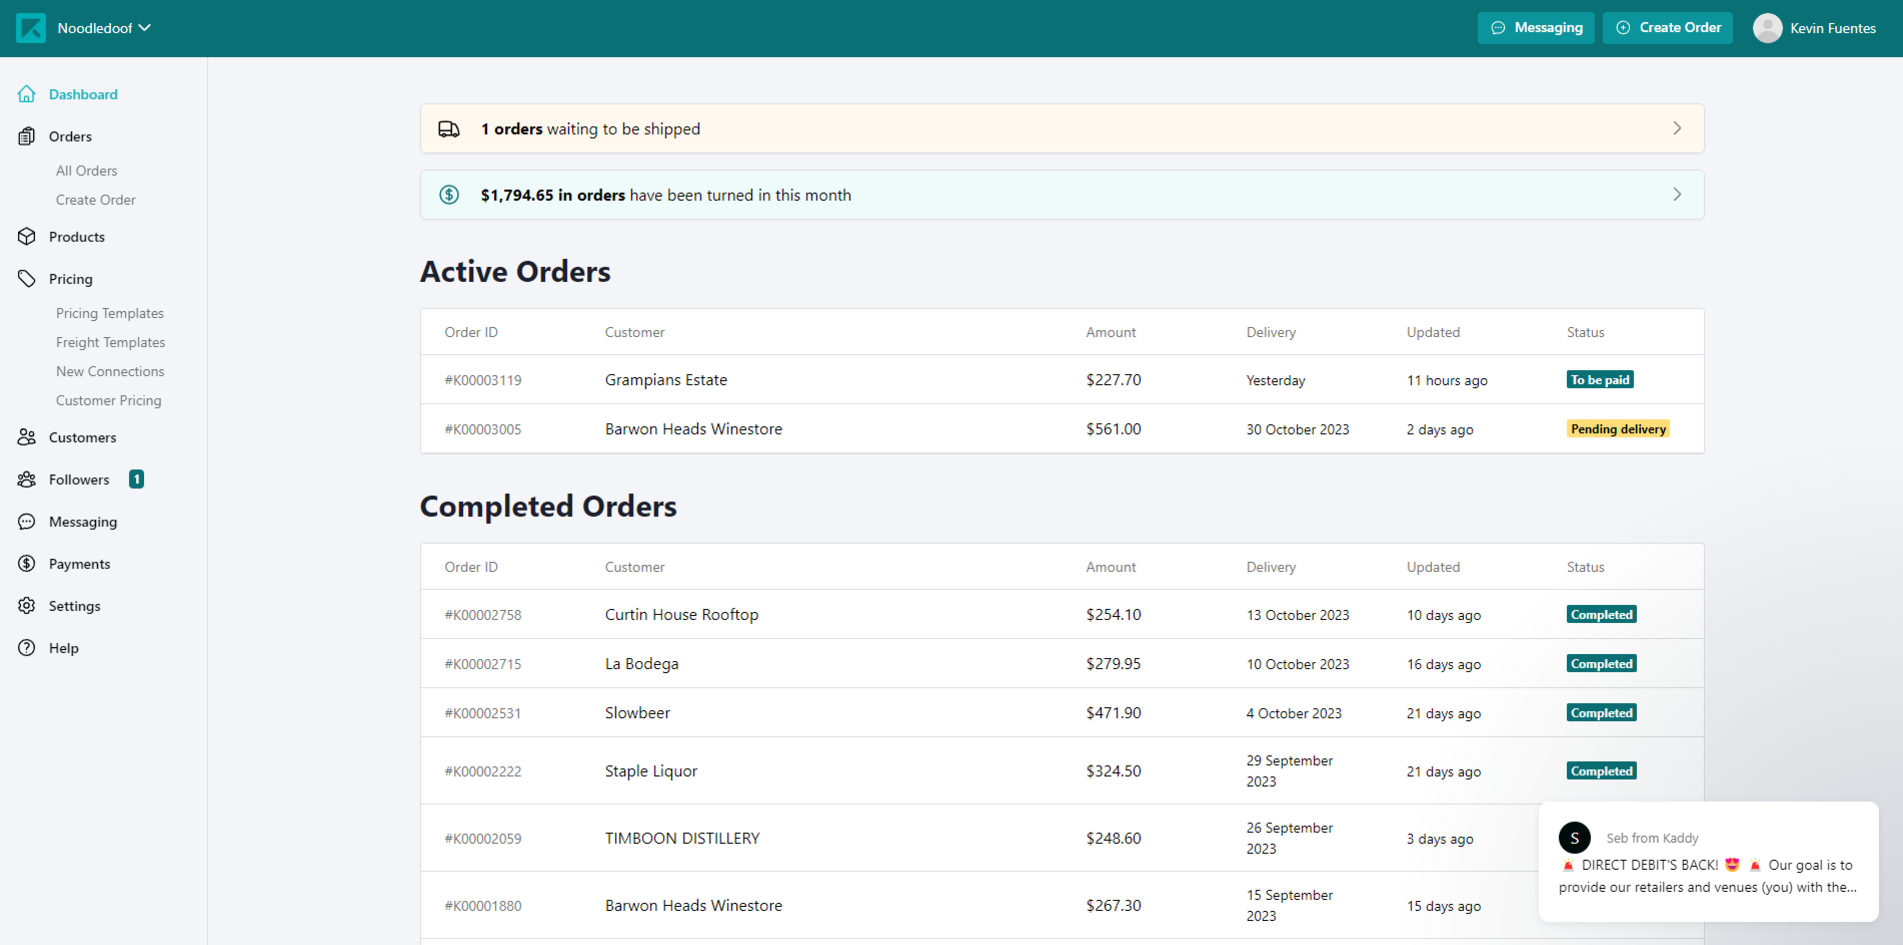 Noodledoof
Messaging
Create Order
Kevin Fuentes
Dashboard
Orders
All Orders
Create Order
Products
Pricing
Pricing Templates
Freight Templates
New Connections
Customer Pricing
Customers
Followers 1
Messaging
Payments
Settings
Help
1 orders waiting to be shipped
$1,794.65 in orders have been turned in this month
Active Orders
Order ID Customer Amount Delivery Updated Status
#K00003119 Grampians Estate $227.70 Yesterday 11 hours ago To be paid
#K00003005 Barwon Heads Winestore $561.00 30 October 2023 2 days ago Pending delivery
Completed Orders
Order ID Customer Amount Delivery Updated Status
#K00002758 Curtin House Rooftop $254.10 13 October 2023 10 days ago Completed
#K00002715 La Bodega $279.95 10 October 2023 16 days ago Completed
#K00002531 Slowbeer $471.90 4 October 2023 21 days ago Completed
#K00002222 Staple Liquor $324.50 29 September 2023 21 days ago Completed
#K00002059 TIMBOON DISTILLERY $248.60 26 September 2023 3 days ago
#K00001880 Barwon Heads Winestore $267.30 15 September 2023 15 days ago
S Seb from Kaddy
🚨 DIRECT DEBIT'S BACK! 😍 🚨 Our goal is to
provide our retailers and venues (you) with the...